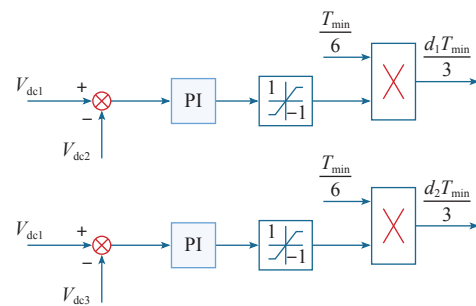 T_min/6
d_1T_min/3
V_dc1 + PI 1 −1
−
V_dc2
T_min/6
d_2T_min/3
V_dc1 + PI 1 −1
−
V_dc3